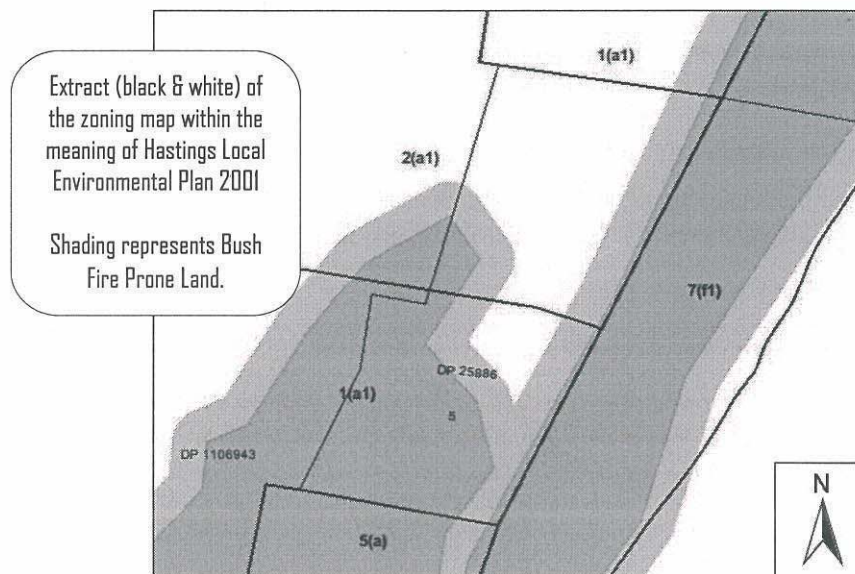 Extract (black & white) of
the zoning map within the
meaning of Hastings Local
Environmental Plan 2001
Shading represents Bush
Fire Prone Land.
1(a1)
2(a1)
7(f1)
DP 25886
1(a1)
5
DP 1106943
5(a)
N